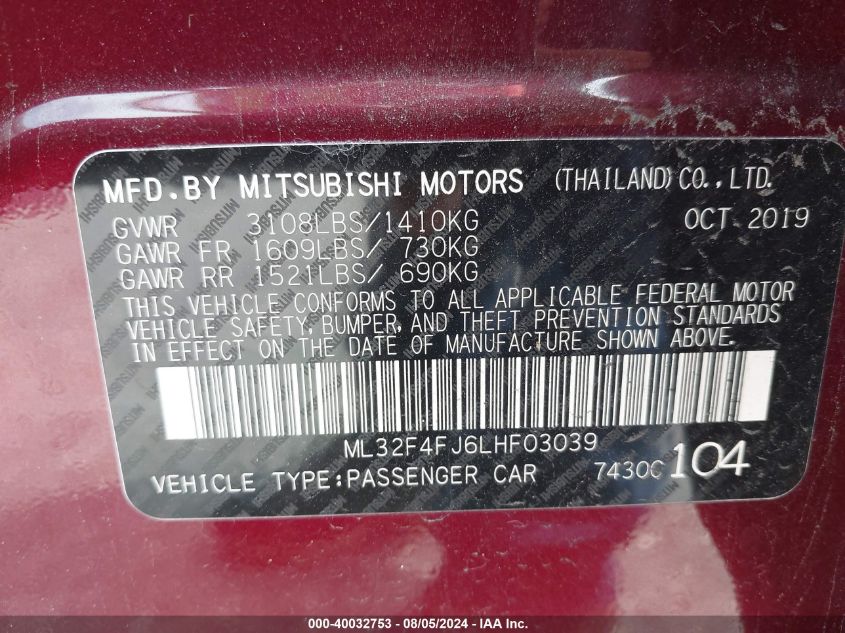 MFD.BY MITSUBISHI MOTORS (THAILAND) CO.,LTD.
GVWR 3108LBS/1410KG OCT 2019
GAWR FR 1609LBS/ 730KG
GAWR RR 1521LBS/ 690KG
THIS VEHICLE CONFORMS TO ALL APPLICABLE FEDERAL MOTOR
VEHICLE SAFETY, BUMPER, AND THEFT PREVENTION STANDARDS
IN EFFECT ON THE DATE OF MANUFACTURE SHOWN ABOVE.
ML32F4FJ6LHF03039
VEHICLE TYPE:PASSENGER CAR 7430C 104
000-40032753 - 08/05/2024 - © IAA, Inc.